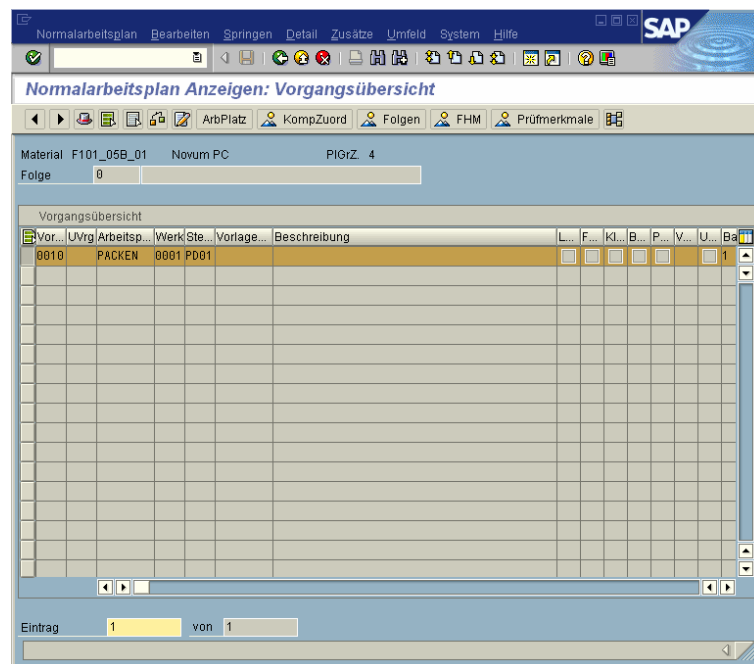 Normalarbeitsplan Bearbeiten Springen Detail Zusätze Umfeld System Hilfe
SAP
Normalarbeitsplan Anzeigen: Vorgangsübersicht
ArbPlatz KompZuord Folgen FHM Prüfmerkmale
Material F101_05B_01 Novum PC PlGrZ. 4
Folge 0
Vorgangsübersicht
Vor... UVrg Arbeitsp... Werk Ste... Vorlage... Beschreibung L... F... Kl... B... P... V... U... Ba
0010 PACKEN 0001 PD01 1
Eintrag 1 von 1